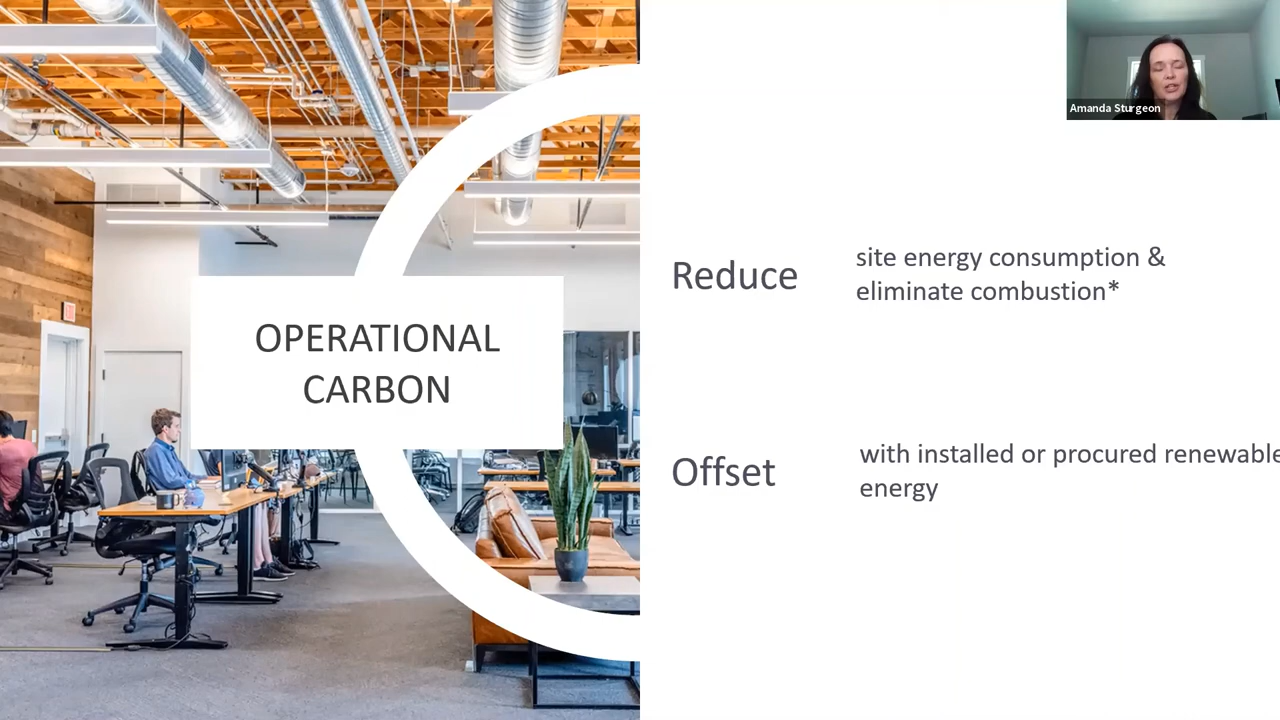 Amanda Sturgeon
OPERATIONAL
CARBON
Reduce
site energy consumption &
eliminate combustion*
Offset
with installed or procured renewable
energy